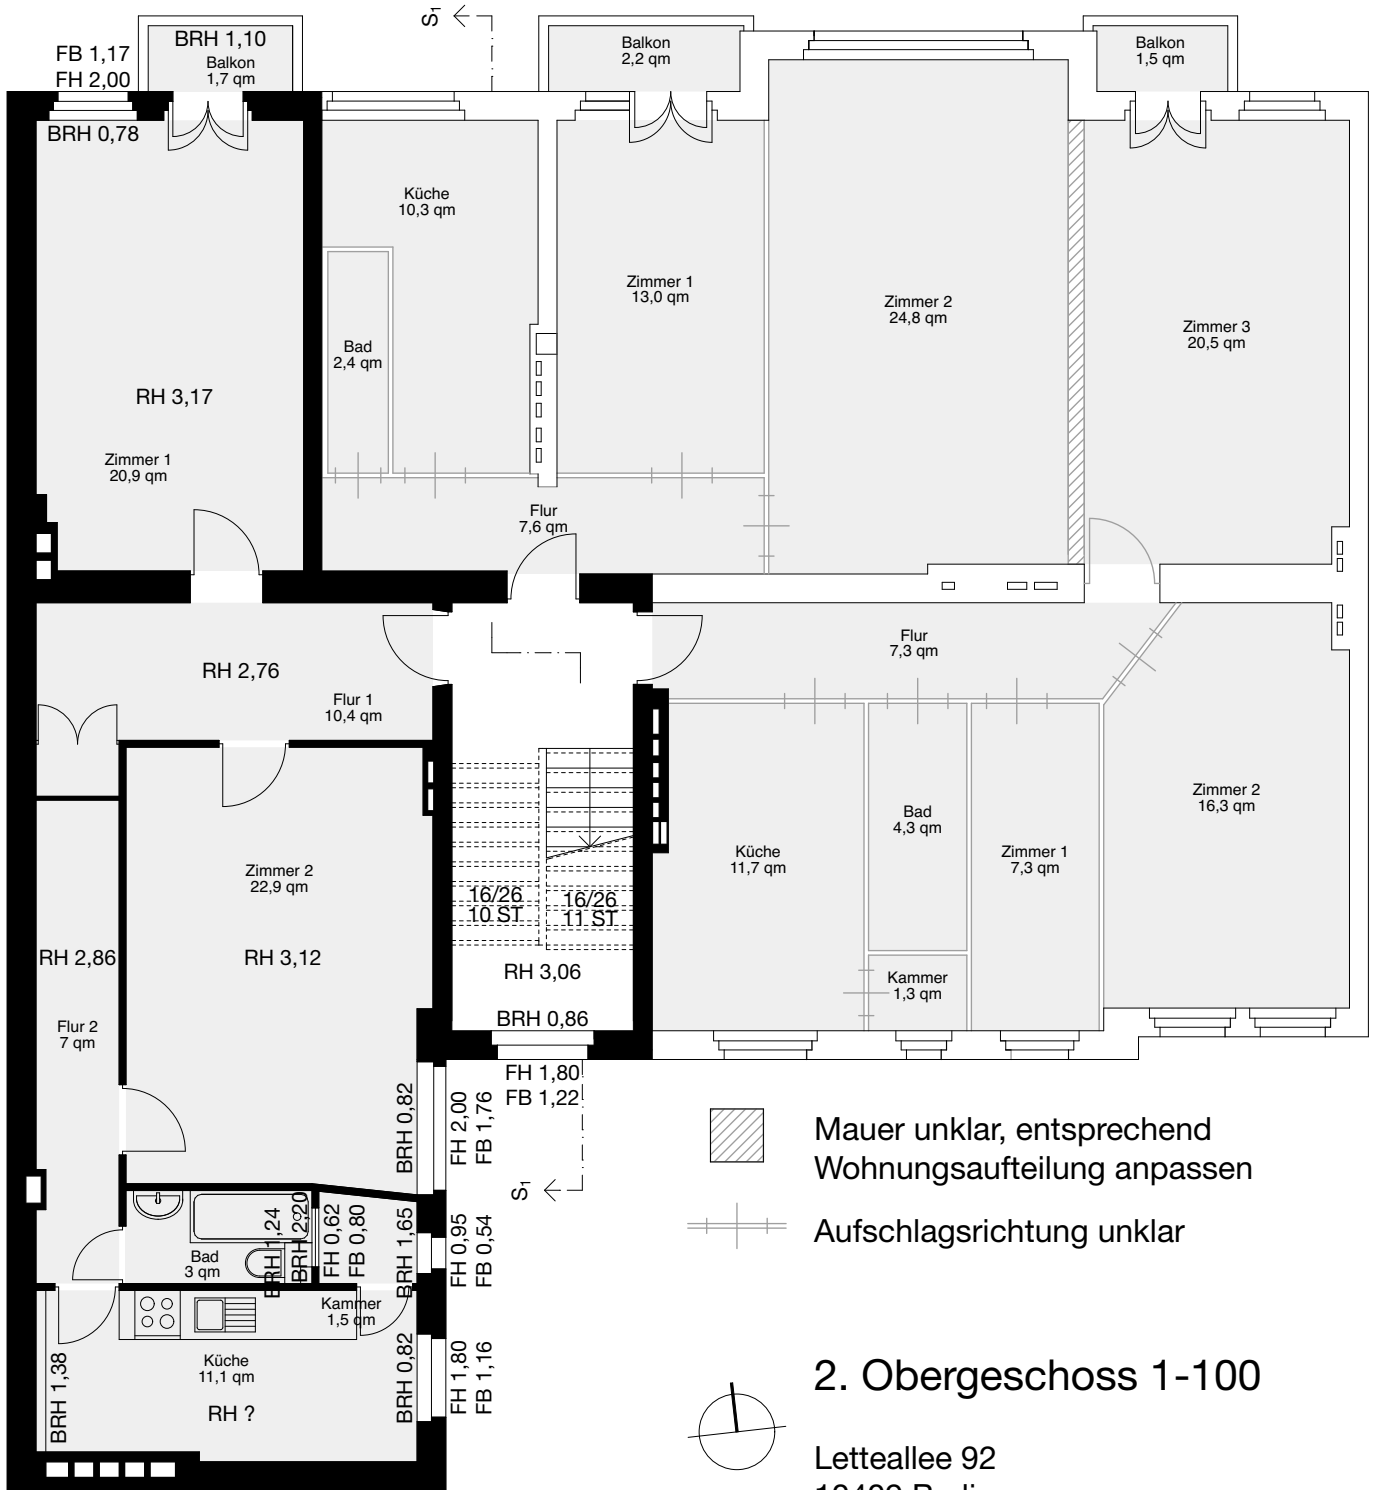 S1
FB 1,17
FH 2,00
BRH 1,10
Balkon
1,7 qm
Balkon
2,2 qm
Balkon
1,5 qm
BRH 0,78
Küche
10,3 qm
Zimmer 1
13,0 qm
Zimmer 2
24,8 qm
Zimmer 3
20,5 qm
Bad
2,4 qm
RH 3,17
Zimmer 1
20,9 qm
Flur
7,6 qm
RH 2,76
Flur 1
10,4 qm
Flur
7,3 qm
Zimmer 2
16,3 qm
Bad
4,3 qm
Küche
11,7 qm
Zimmer 1
7,3 qm
Zimmer 2
22,9 qm
16/26
10 ST
16/26
11 ST
RH 2,86
RH 3,12
RH 3,06
Kammer
1,3 qm
BRH 0,86
Flur 2
7 qm
FH 1,80
FB 1,22
BRH 0,82
FH 2,00
FB 1,76
S1
Mauer unklar, entsprechend
Wohnungsaufteilung anpassen
Aufschlagsrichtung unklar
Bad
3 qm
BRH 1,24
BRH 2,20
FH 0,62
FB 0,80
BRH 1,65
FH 0,95
FB 0,54
Kammer
1,5 qm
Küche
11,1 qm
BRH 1,38
RH ?
BRH 0,82
FH 1,80
FB 1,16
2. Obergeschoss 1-100
Letteallee 92